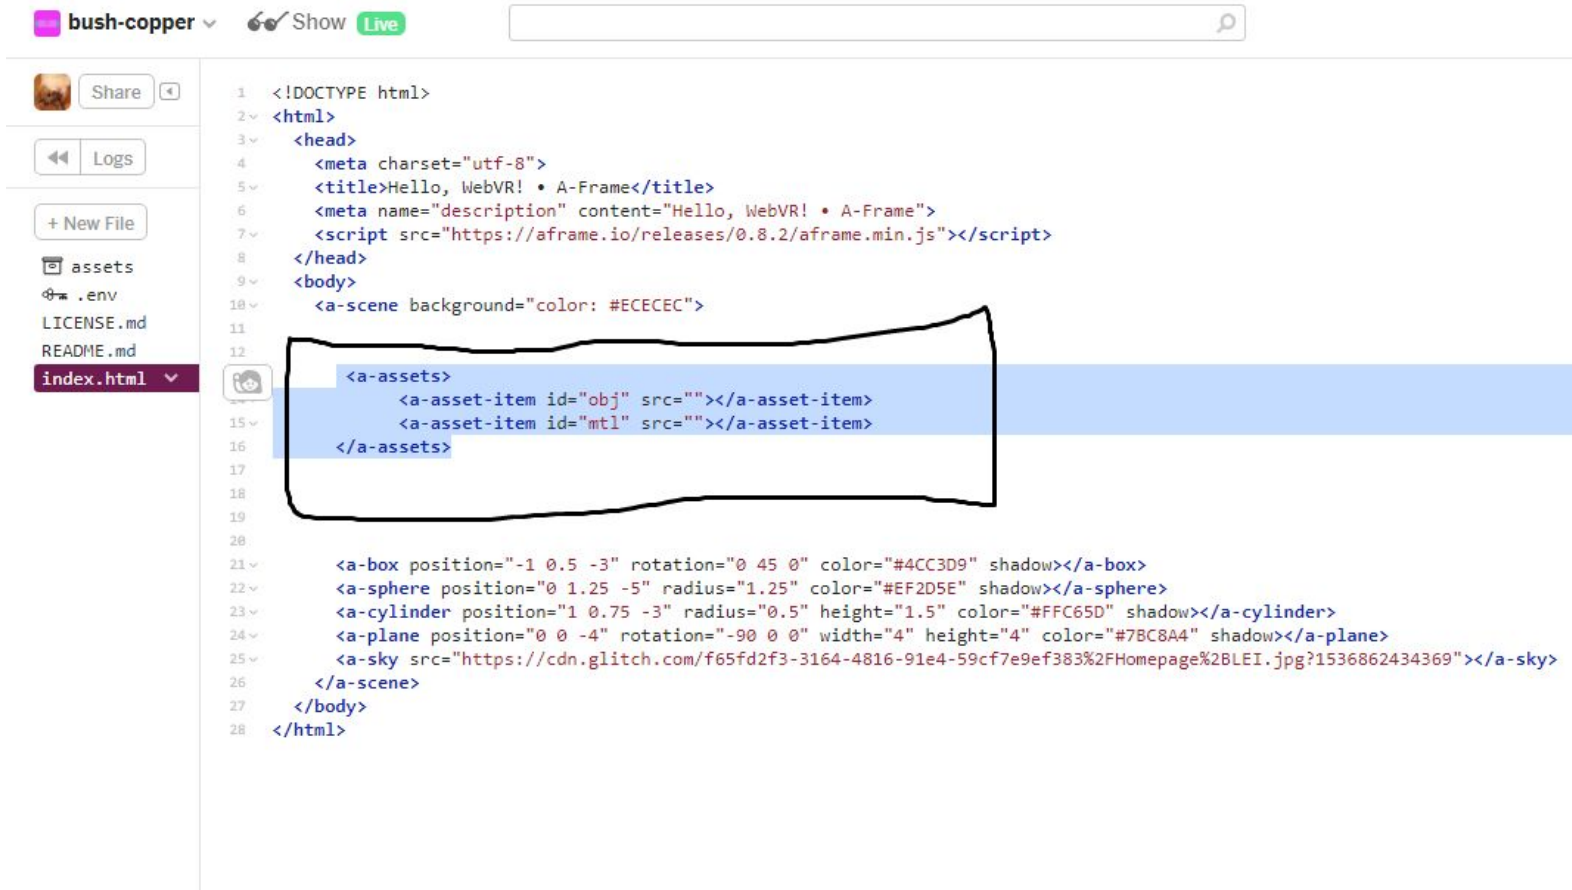 bush-copper Show Live
Share
Logs
+ New File
assets
.env
LICENSE.md
README.md
index.html
1 <!DOCTYPE html>
2 <html>
3 <head>
4 <meta charset="utf-8">
5 <title>Hello, WebVR! • A-Frame</title>
6 <meta name="description" content="Hello, WebVR! • A-Frame">
7 <script src="https://aframe.io/releases/0.8.2/aframe.min.js"></script>
8 </head>
9 <body>
10 <a-scene background="color: #ECECEC">
11
12
<a-assets>
<a-asset-item id="obj" src=""></a-asset-item>
15 <a-asset-item id="mtl" src=""></a-asset-item>
16 </a-assets>
17
18
19
20
21 <a-box position="-1 0.5 -3" rotation="0 45 0" color="#4CC3D9" shadow></a-box>
22 <a-sphere position="0 1.25 -5" radius="1.25" color="#EF2D5E" shadow></a-sphere>
23 <a-cylinder position="1 0.75 -3" radius="0.5" height="1.5" color="#FFC65D" shadow></a-cylinder>
24 <a-plane position="0 0 -4" rotation="-90 0 0" width="4" height="4" color="#7BC8A4" shadow></a-plane>
25 <a-sky src="https://cdn.glitch.com/f65fd2f3-3164-4816-91e4-59cf7e9ef383%2FHomepage%2BLEI.jpg?1536862434369"></a-sky>
26 </a-scene>
27 </body>
28 </html>